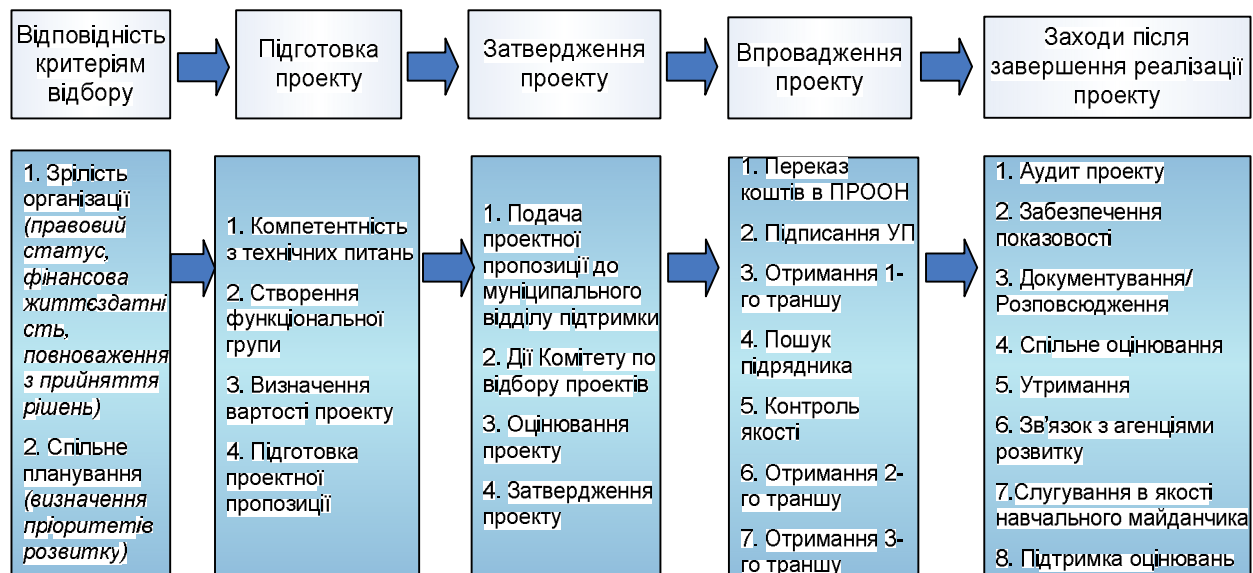 Відповідність
критеріям
відбору
Підготовка
проекту
Затвердження
проекту
Впровадження
проекту
Заходи після
завершення реалізації
проекту
1. Зрілість
організації
(правовий
статус,
фінансова
життєздатні
сть,
повноваження
з прийняття
рішень)
2. Спільне
планування
(визначення
пріоритетів
розвитку)
1. Компетентність
з технічних питань
2. Створення
функціональної
групи
3. Визначення
вартості проекту
4. Підготовка
проектної
пропозиції
1. Подача
проектної
пропозиції до
муніципального
відділу підтримки
2. Дії Комітету по
відбору проектів
3. Оцінювання
проекту
4. Затвердження
проекту
1. Переказ
коштів в ПРООН
2. Підписання УП
3. Отримання 1-
го траншу
4. Пошук
підрядника
5. Контроль
якості
6. Отримання 2-
го траншу
7. Отримання 3-
го траншу
1. Аудит проекту
2. Забезпечення
показовості
3. Документування/
Розповсюдження
4. Спільне оцінювання
5. Утримання
6. Зв'язок з агенціями
розвитку
7.Слугування в якості
навчального майданчика
8. Підтримка оцінювань